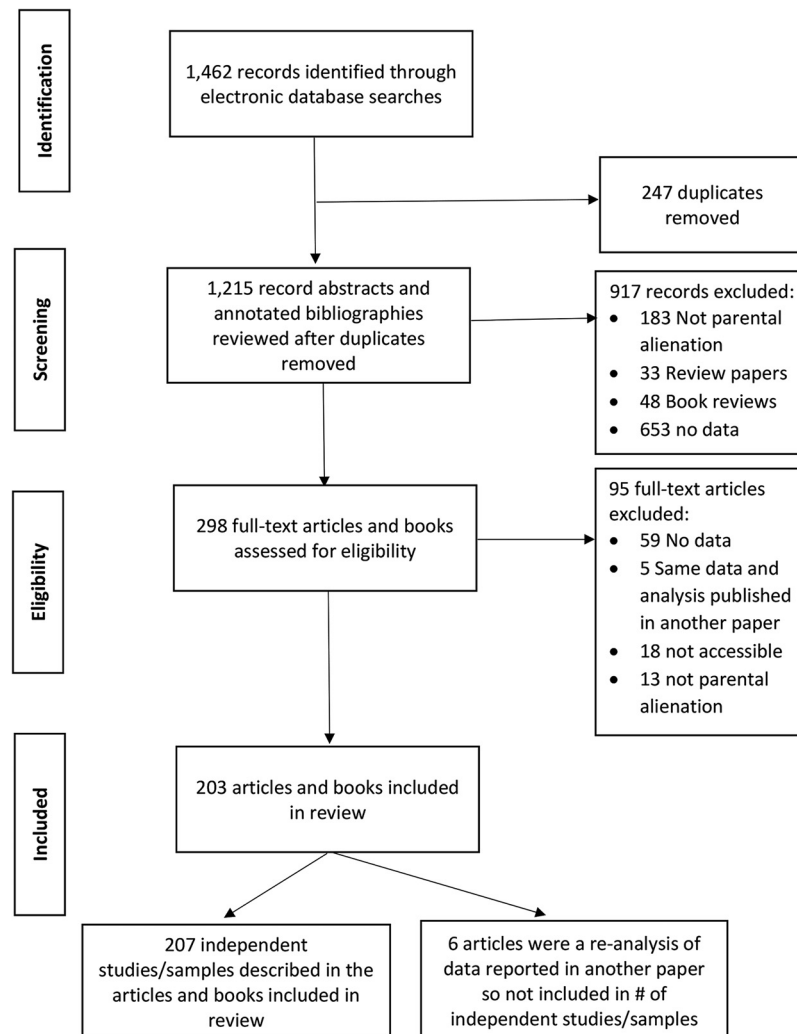 Identification
1,462 records identified through
electronic database searches
247 duplicates
removed
Screening
1,215 record abstracts and
annotated bibliographies
reviewed after duplicates
removed
917 records excluded:
• 183 Not parental
alienation
• 33 Review papers
• 48 Book reviews
• 653 no data
Eligibility
298 full-text articles and books
assessed for eligibility
95 full-text articles
excluded:
• 59 No data
• 5 Same data and
analysis published
in another paper
• 18 not accessible
• 13 not parental
alienation
Included
203 articles and books included
in review
207 independent
studies/samples described in the
articles and books included in
review
6 articles were a re-analysis of
data reported in another paper
so not included in # of
independent studies/samples